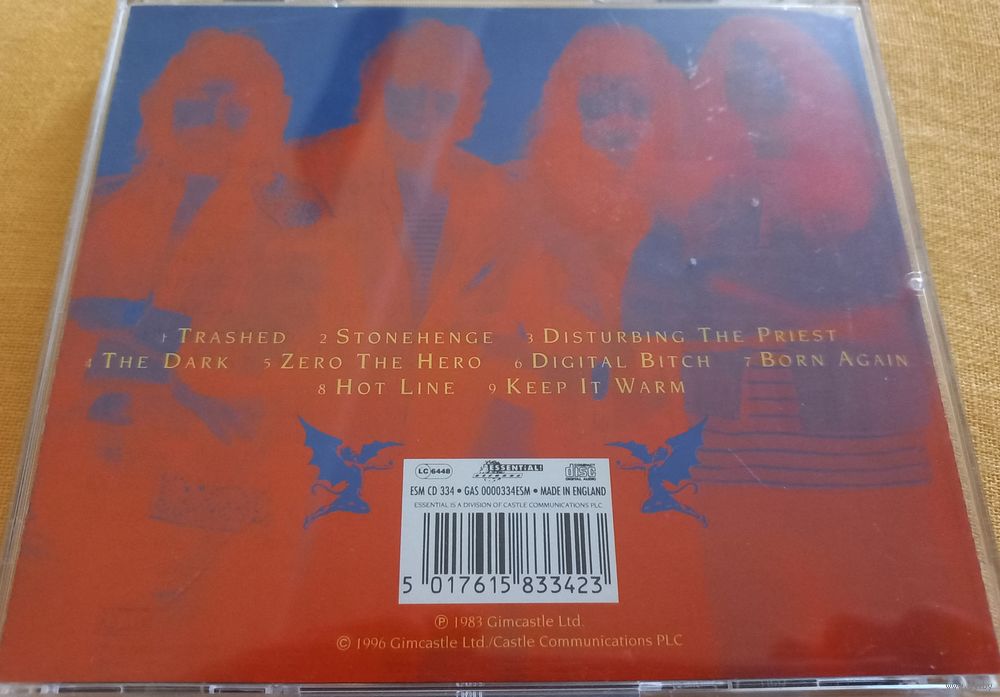 1 TRASHED 2 STONEHENGE 3 DISTURBING THE PRIEST
4 THE DARK 5 ZERO THE HERO 6 DIGITAL BITCH 7 BORN AGAIN
8 HOT LINE 9 KEEP IT WARM
LC 6448 ESSENTIAL! disc
DIGITAL AUDIO
ESM CD 334 • GAS 0000334ESM • MADE IN ENGLAND
ESSENTIAL IS A DIVISION OF CASTLE COMMUNICATIONS PLC
5 017615 833423
℗ 1983 Gimcastle Ltd.
© 1996 Gimcastle Ltd./Castle Communications PLC